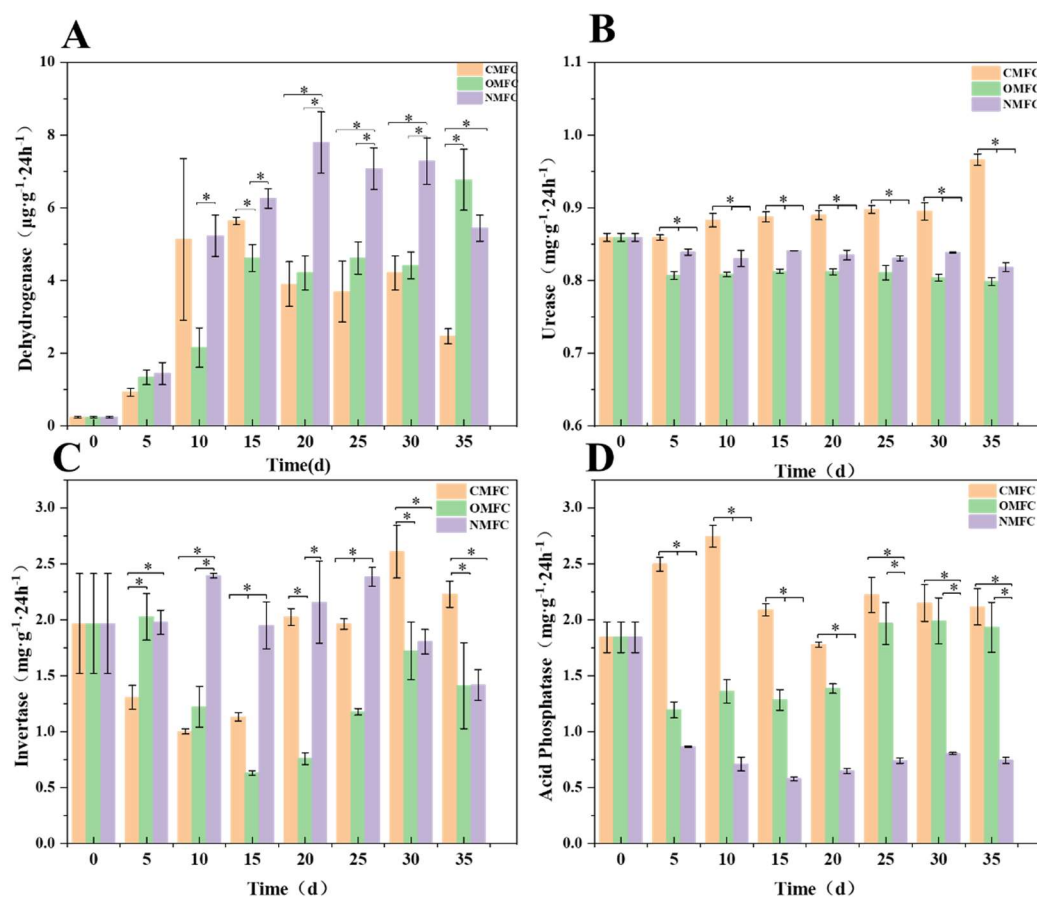 A
10
8
6
4
2
0
Dehydrogenase (μg·g⁻¹·24h⁻¹)
CMFC
OMFC
NMFC
* * * * * * * * * * *
0 5 10 15 20 25 30 35
Time(d)
B
1.1
1.0
0.9
0.8
0.7
0.6
Urease (mg·g⁻¹·24h⁻¹)
CMFC
OMFC
NMFC
* * * * * * *
0 5 10 15 20 25 30 35
Time (d)
C
3.0
2.5
2.0
1.5
1.0
0.5
0.0
Invertase (mg·g⁻¹·24h⁻¹)
CMFC
OMFC
NMFC
* * * * * * * * * * * *
0 5 10 15 20 25 30 35
Time (d)
D
3.0
2.5
2.0
1.5
1.0
0.5
0.0
Acid Phosphatase (mg·g⁻¹·24h⁻¹)
CMFC
OMFC
NMFC
* * * * * * * * * *
0 5 10 15 20 25 30 35
Time (d)